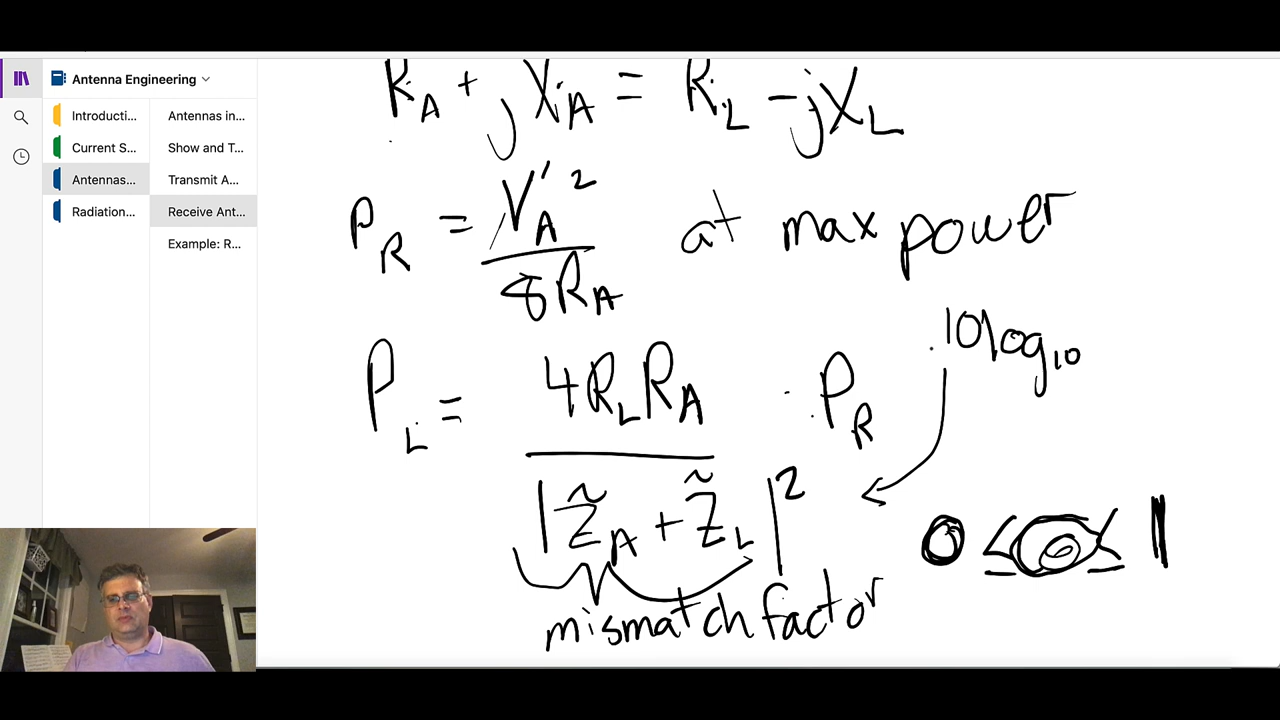 Antenna Engineering
Introducti...
Current S...
Antennas...
Radiation...
Antennas in...
Show and T...
Transmit A...
Receive Ant...
Example: R...
R_A + jX_A = R_L - jX_L
P_R = V_A'^2 / 8R_A at max power
10log_10
P_L = 4R_L R_A / |Z̃_A + Z̃_L|^2 · P_R
0 ≤ ≤ 1
mismatch factor